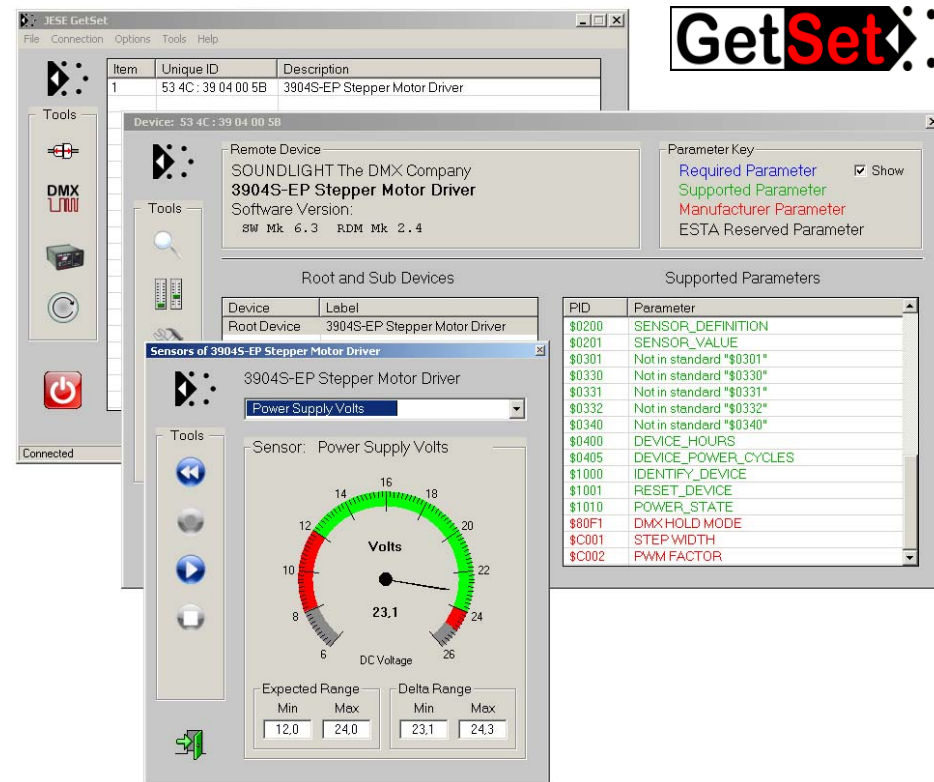 GetSet
JESE GetSet
File Connection Options Tools Help
Item Unique ID Description
1 53 4C : 39 04 00 5B 3904S-EP Stepper Motor Driver
Tools
DMX
Connected
Device: 53 4C : 39 04 00 5B
Tools
Remote Device
SOUNDLIGHT The DMX Company
3904S-EP Stepper Motor Driver
Software Version:
SW Mk 6.3 RDM Mk 2.4
Parameter Key
Required Parameter Show
Supported Parameter
Manufacturer Parameter
ESTA Reserved Parameter
Root and Sub Devices
Device Label
Root Device 3904S-EP Stepper Motor Driver
Supported Parameters
PID Parameter
$0200 SENSOR_DEFINITION
$0201 SENSOR_VALUE
$0301 Not in standard "$0301"
$0330 Not in standard "$0330"
$0331 Not in standard "$0331"
$0332 Not in standard "$0332"
$0340 Not in standard "$0340"
$0400 DEVICE_HOURS
$0405 DEVICE_POWER_CYCLES
$1000 IDENTIFY_DEVICE
$1001 RESET_DEVICE
$1010 POWER_STATE
$80F1 DMX HOLD MODE
$C001 STEP WIDTH
$C002 PWM FACTOR
Sensors of 3904S-EP Stepper Motor Driver
3904S-EP Stepper Motor Driver
Power Supply Volts
Tools
Sensor: Power Supply Volts
6 8 10 12 14 16 18 20 22 24 26
Volts
23,1
DC Voltage
Expected Range
Min Max
12,0 24,0
Delta Range
Min Max
23,1 24,3